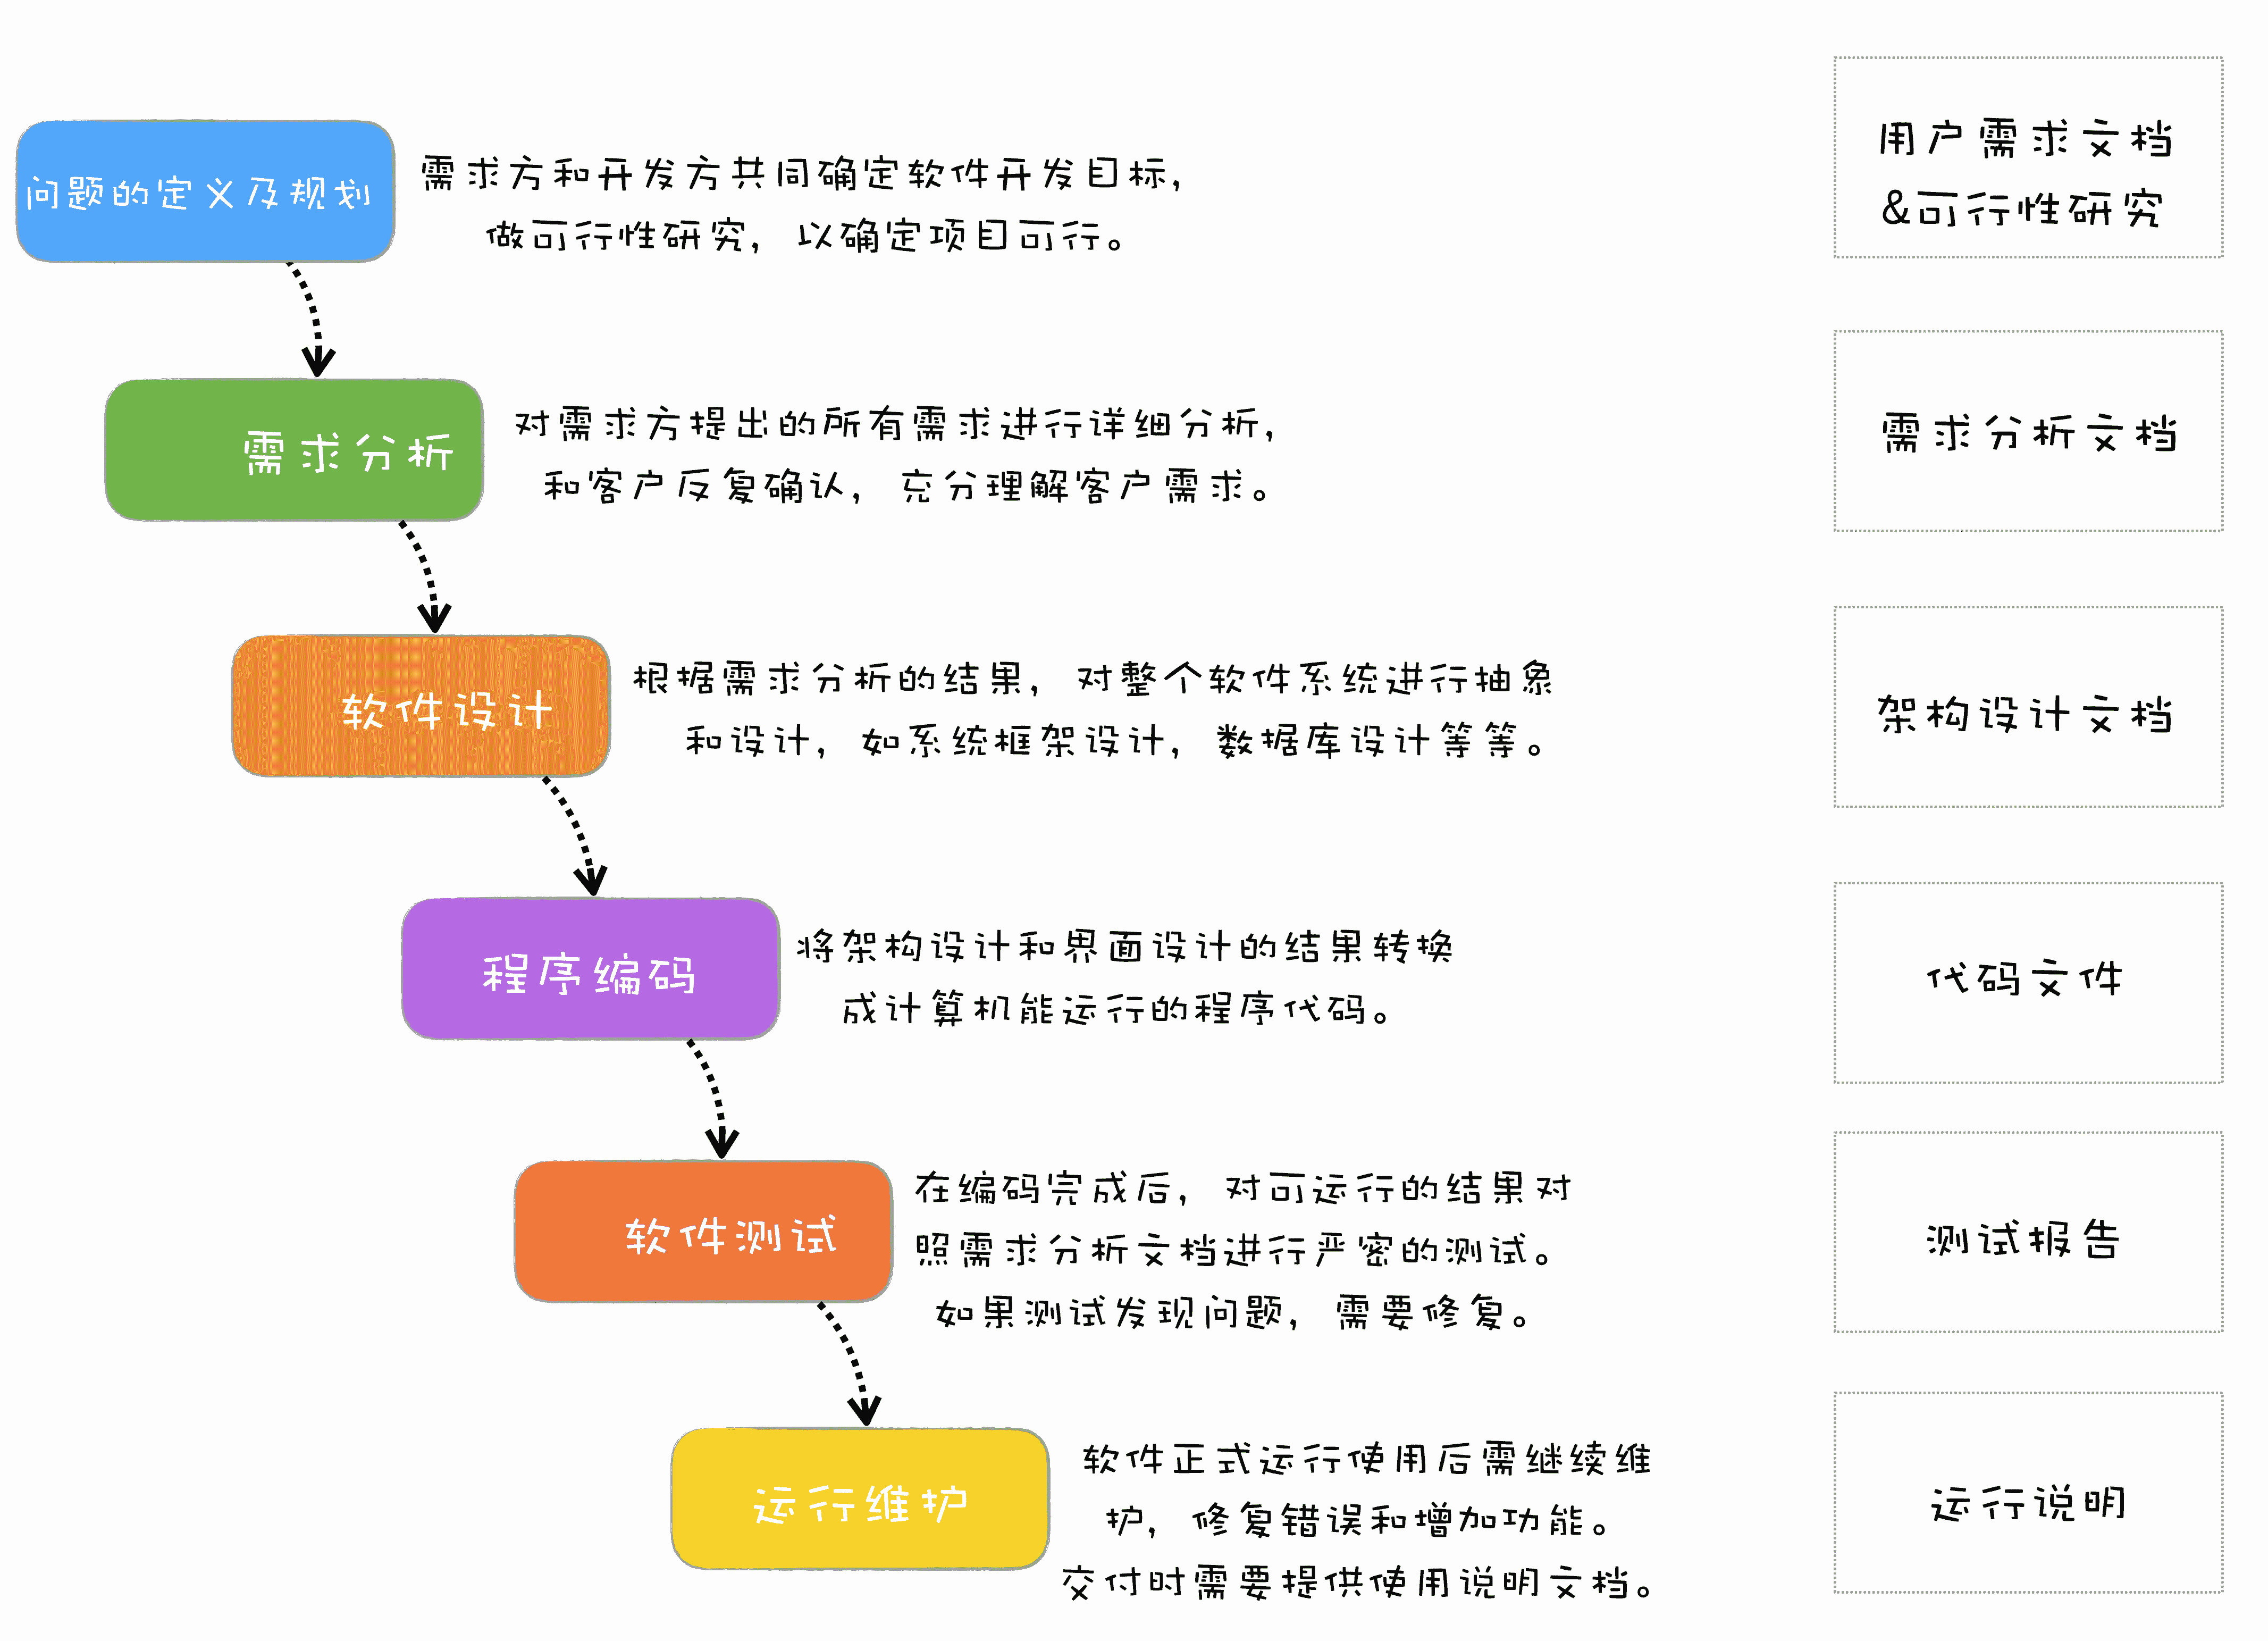 问题的定义及规划
需求方和开发方共同确定软件开发目标，
做可行性研究，以确定项目可行。
用户需求文档
&可行性研究
需求分析
对需求方提出的所有需求进行详细分析，
和客户反复确认，充分理解客户需求。
需求分析文档
软件设计
根据需求分析的结果，对整个软件系统进行抽象
和设计，如系统框架设计，数据库设计等等。
架构设计文档
程序编码
将架构设计和界面设计的结果转换
成计算机能运行的程序代码。
代码文件
软件测试
在编码完成后，对可运行的结果对
照需求分析文档进行严密的测试。
如果测试发现问题，需要修复。
测试报告
运行维护
软件正式运行使用后需继续维
护，修复错误和增加功能。
交付时需要提供使用说明文档。
运行说明